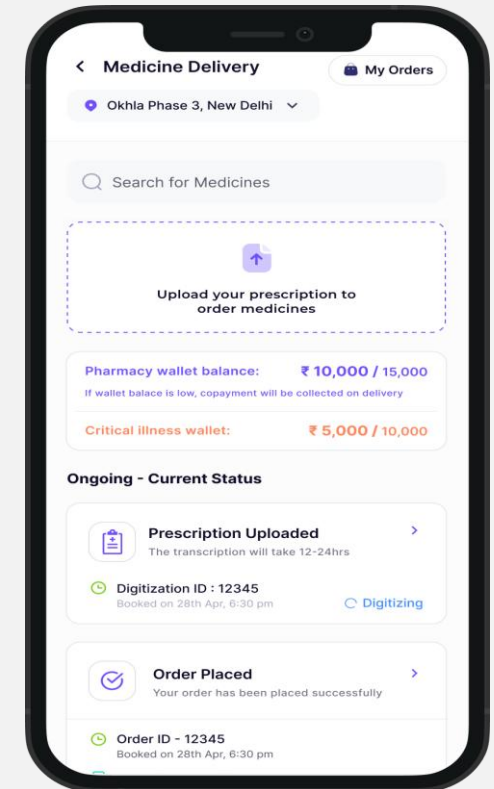 Medicine Delivery
My Orders
Okhla Phase 3, New Delhi
Search for Medicines
Upload your prescription to
order medicines
Pharmacy wallet balance: ₹ 10,000 / 15,000
If wallet balace is low, copayment will be collected on delivery
Critical illness wallet: ₹ 5,000 / 10,000
Ongoing - Current Status
Prescription Uploaded
The transcription will take 12-24hrs
Digitization ID : 12345
Booked on 28th Apr, 6:30 pm
Digitizing
Order Placed
Your order has been placed successfully
Order ID - 12345
Booked on 28th Apr, 6:30 pm